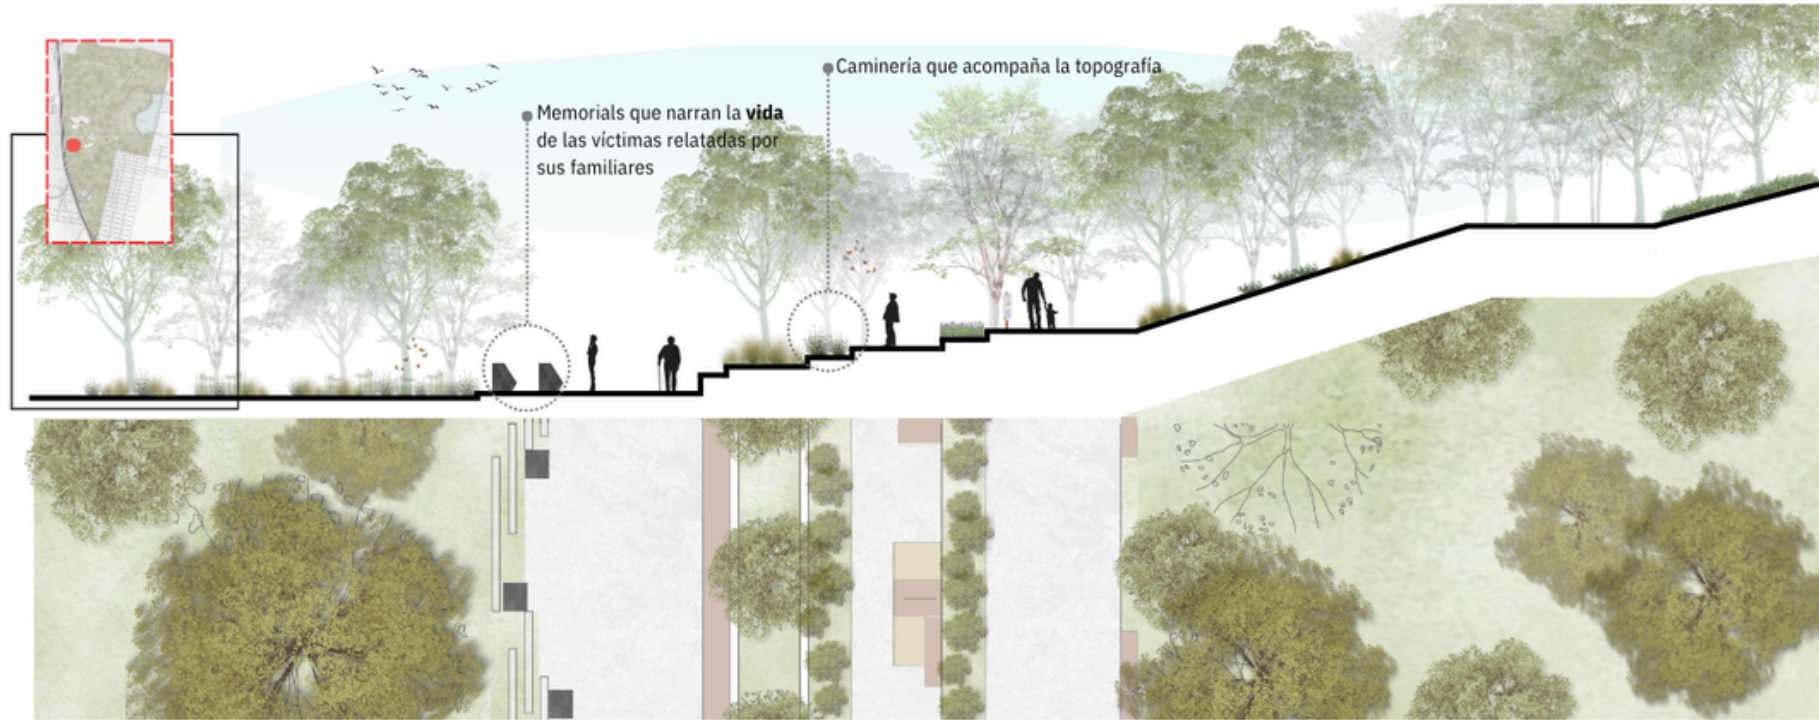 Caminería que acompaña la topografía
Memorials que narran la vida
de las víctimas relatadas por
sus familiares